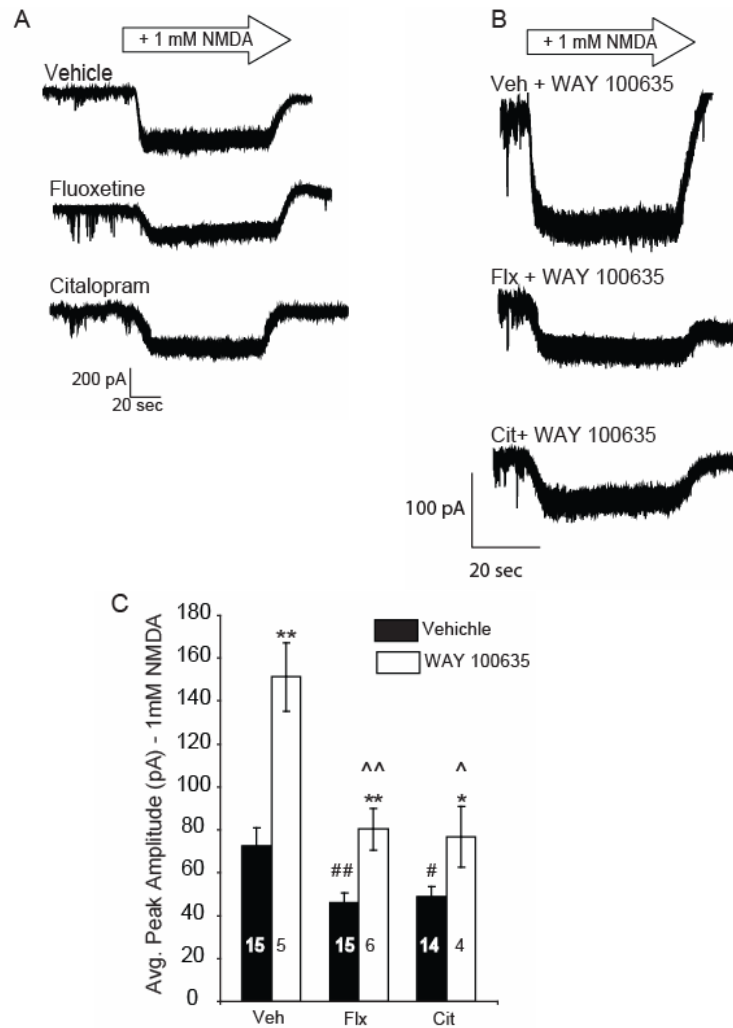 A
+ 1 mM NMDA
Vehicle
Fluoxetine
Citalopram
200 pA
20 sec
B
+ 1 mM NMDA
Veh + WAY 100635
Flx + WAY 100635
Cit+ WAY 100635
100 pA
20 sec
C
Avg. Peak Amplitude (pA) - 1mM NMDA
180
160
140
120
100
80
60
40
20
0
Vehichle
WAY 100635
**
^^
**
##
^
*
#
15
5
15
6
14
4
Veh
Flx
Cit